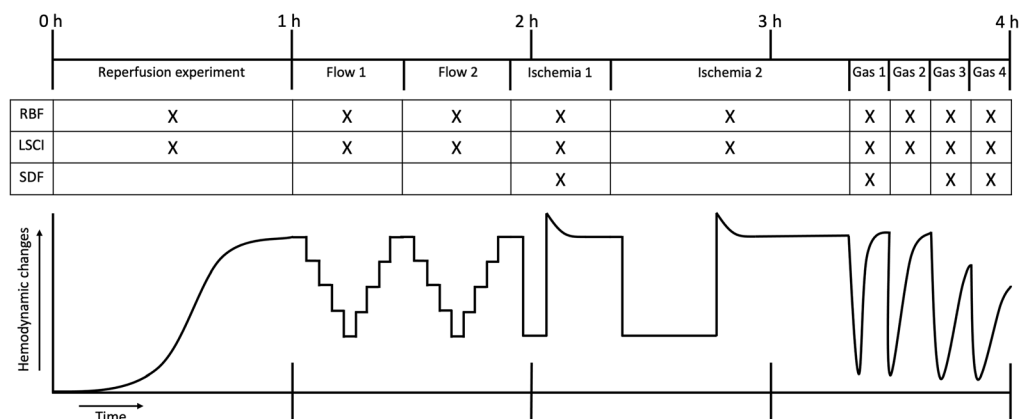 0 h 1 h 2 h 3 h 4 h
Reperfusion experiment Flow 1 Flow 2 Ischemia 1 Ischemia 2 Gas 1 Gas 2 Gas 3 Gas 4
RBF X X X X X X X X X
LSCI X X X X X X X X X
SDF X X X X
Hemodynamic changes
Time